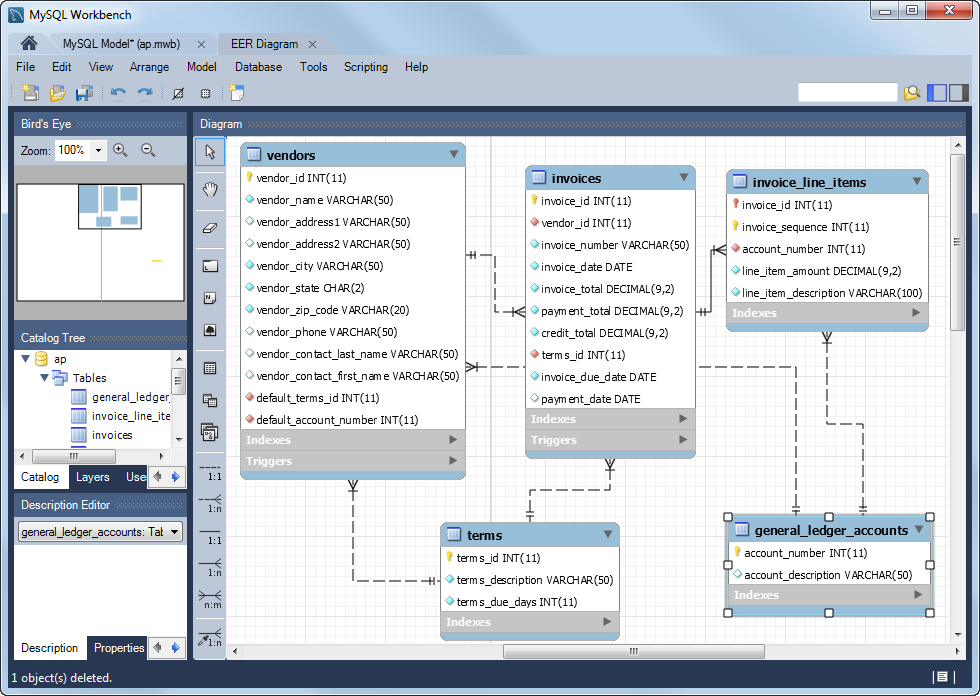 MySQL Workbench
MySQL Model* (ap.mwb)
EER Diagram
File Edit View Arrange Model Database Tools Scripting Help
Bird's Eye
Zoom: 100%
Catalog Tree
ap
Tables
general_ledger_
invoice_line_ite
invoices
Catalog Layers Use
Description Editor
general_ledger_accounts: Tab
Description Properties
1 object(s) deleted.
Diagram
1:1
1:n
1:1
1:n
n:m
1:n
vendors
vendor_id INT(11)
vendor_name VARCHAR(50)
vendor_address1 VARCHAR(50)
vendor_address2 VARCHAR(50)
vendor_city VARCHAR(50)
vendor_state CHAR(2)
vendor_zip_code VARCHAR(20)
vendor_phone VARCHAR(50)
vendor_contact_last_name VARCHAR(50)
vendor_contact_first_name VARCHAR(50)
default_terms_id INT(11)
default_account_number INT(11)
Indexes
Triggers
invoices
invoice_id INT(11)
vendor_id INT(11)
invoice_number VARCHAR(50)
invoice_date DATE
invoice_total DECIMAL(9,2)
payment_total DECIMAL(9,2)
credit_total DECIMAL(9,2)
terms_id INT(11)
invoice_due_date DATE
payment_date DATE
Indexes
Triggers
invoice_line_items
invoice_id INT(11)
invoice_sequence INT(11)
account_number INT(11)
line_item_amount DECIMAL(9,2)
line_item_description VARCHAR(100)
Indexes
terms
terms_id INT(11)
terms_description VARCHAR(50)
terms_due_days INT(11)
Indexes
general_ledger_accounts
account_number INT(11)
account_description VARCHAR(50)
Indexes